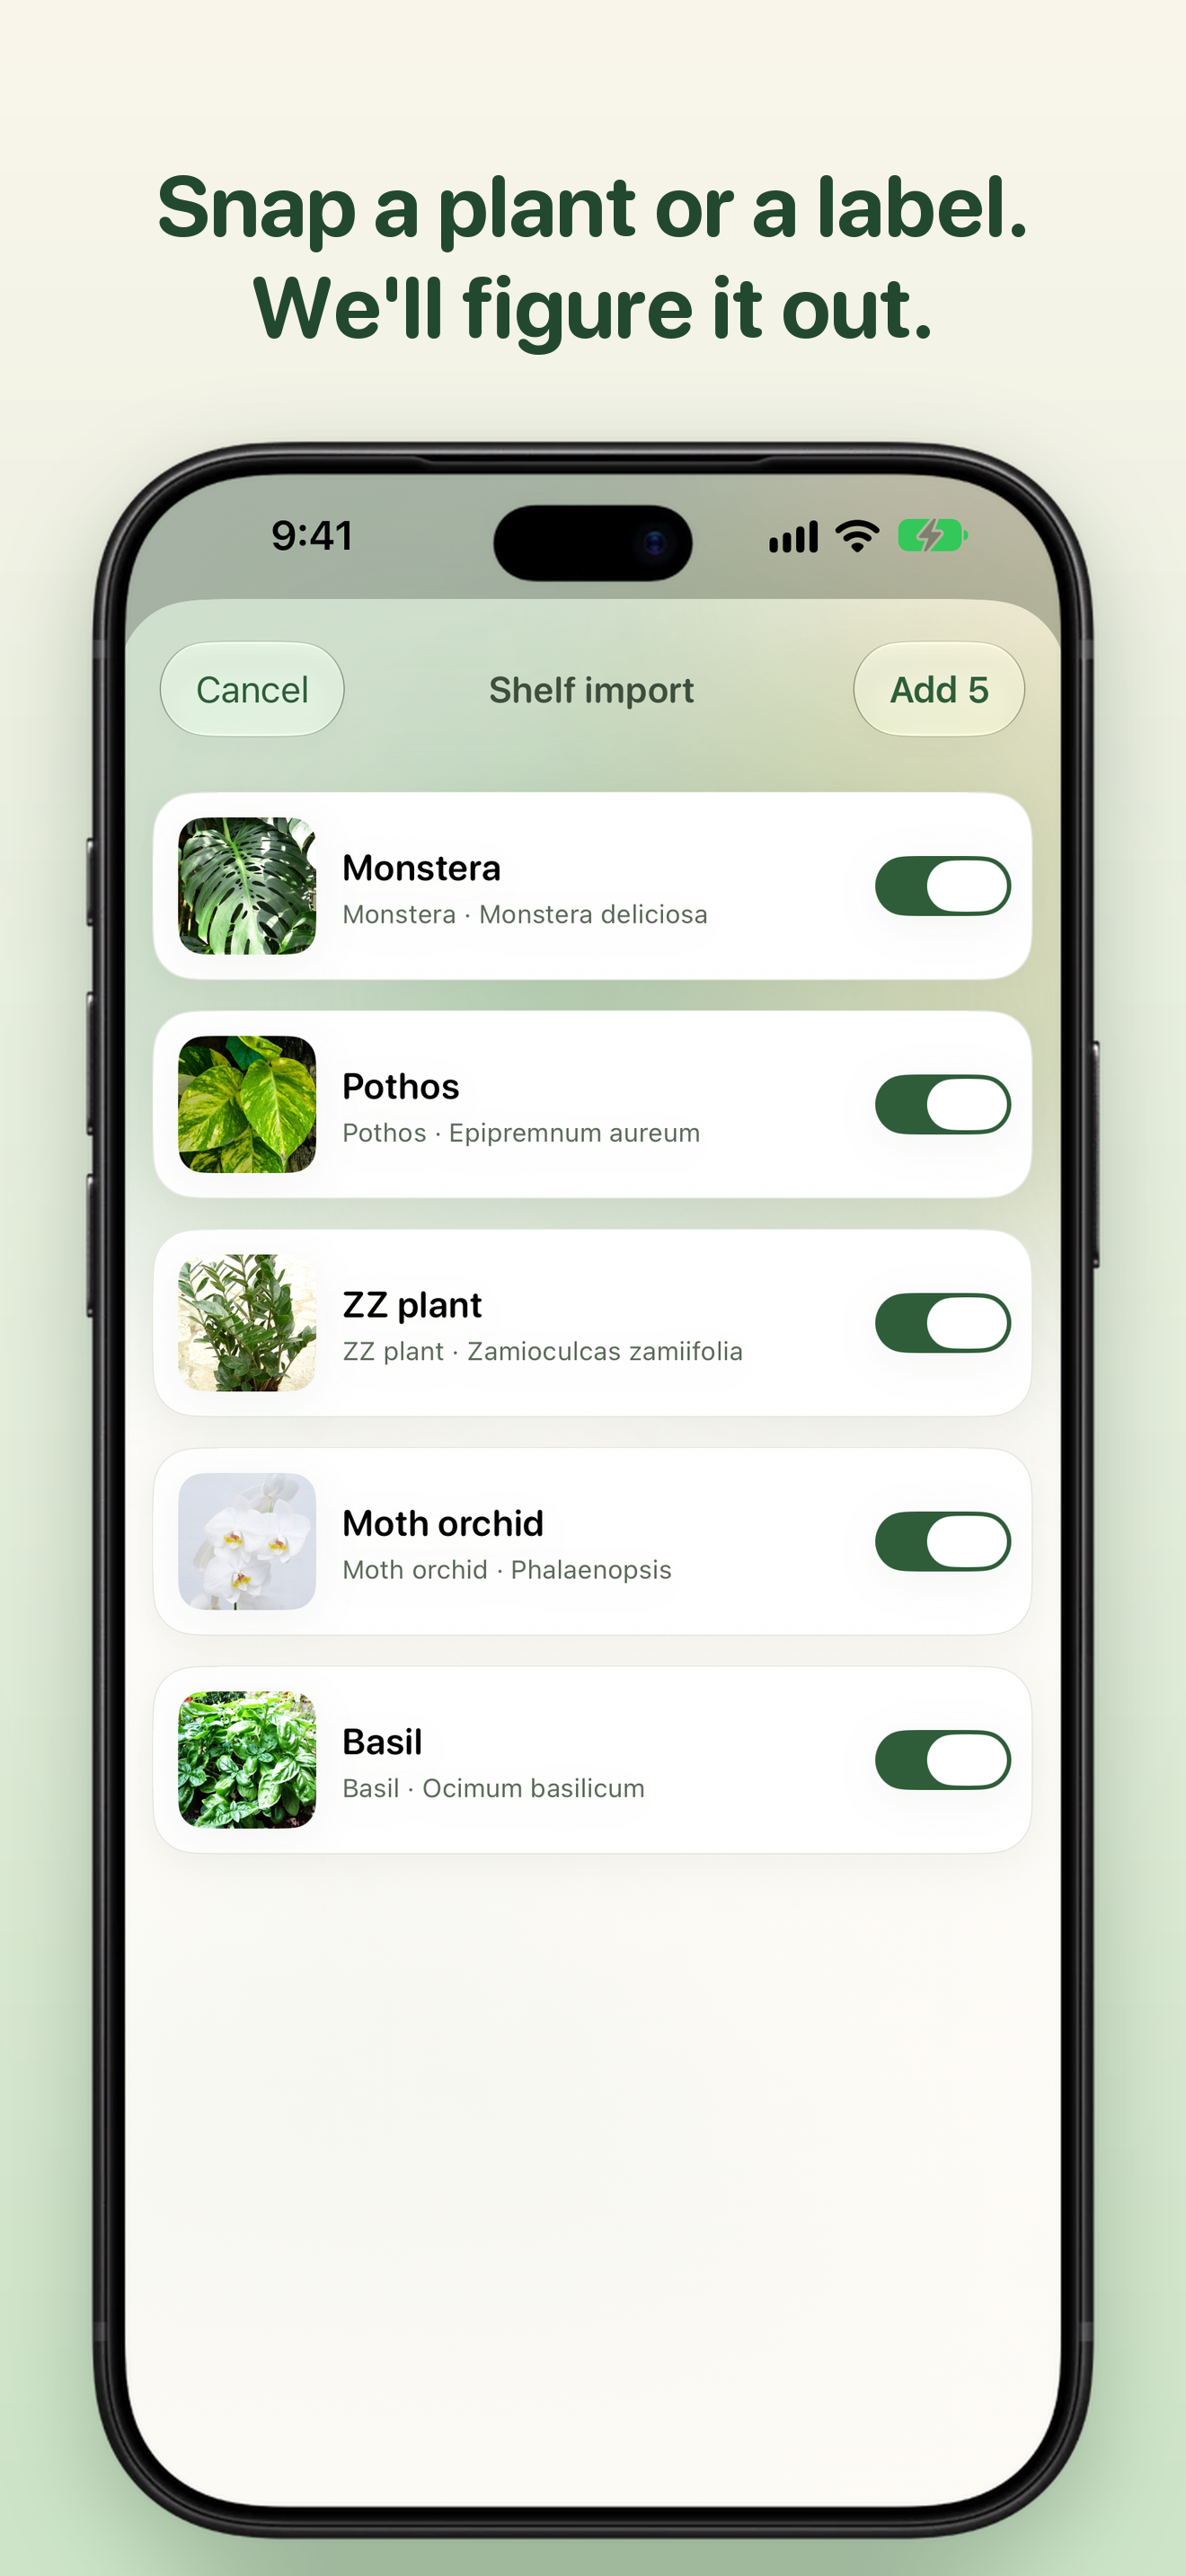 Snap a plant or a label.
We'll figure it out.
9:41
Cancel
Shelf import
Add 5
Monstera
Monstera · Monstera deliciosa
Pothos
Pothos · Epipremnum aureum
ZZ plant
ZZ plant · Zamioculcas zamiifolia
Moth orchid
Moth orchid · Phalaenopsis
Basil
Basil · Ocimum basilicum